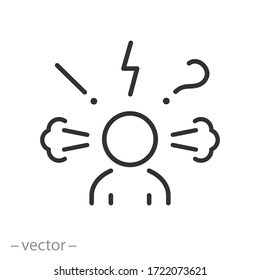 - vector -
shutterstock.com · 1722073621